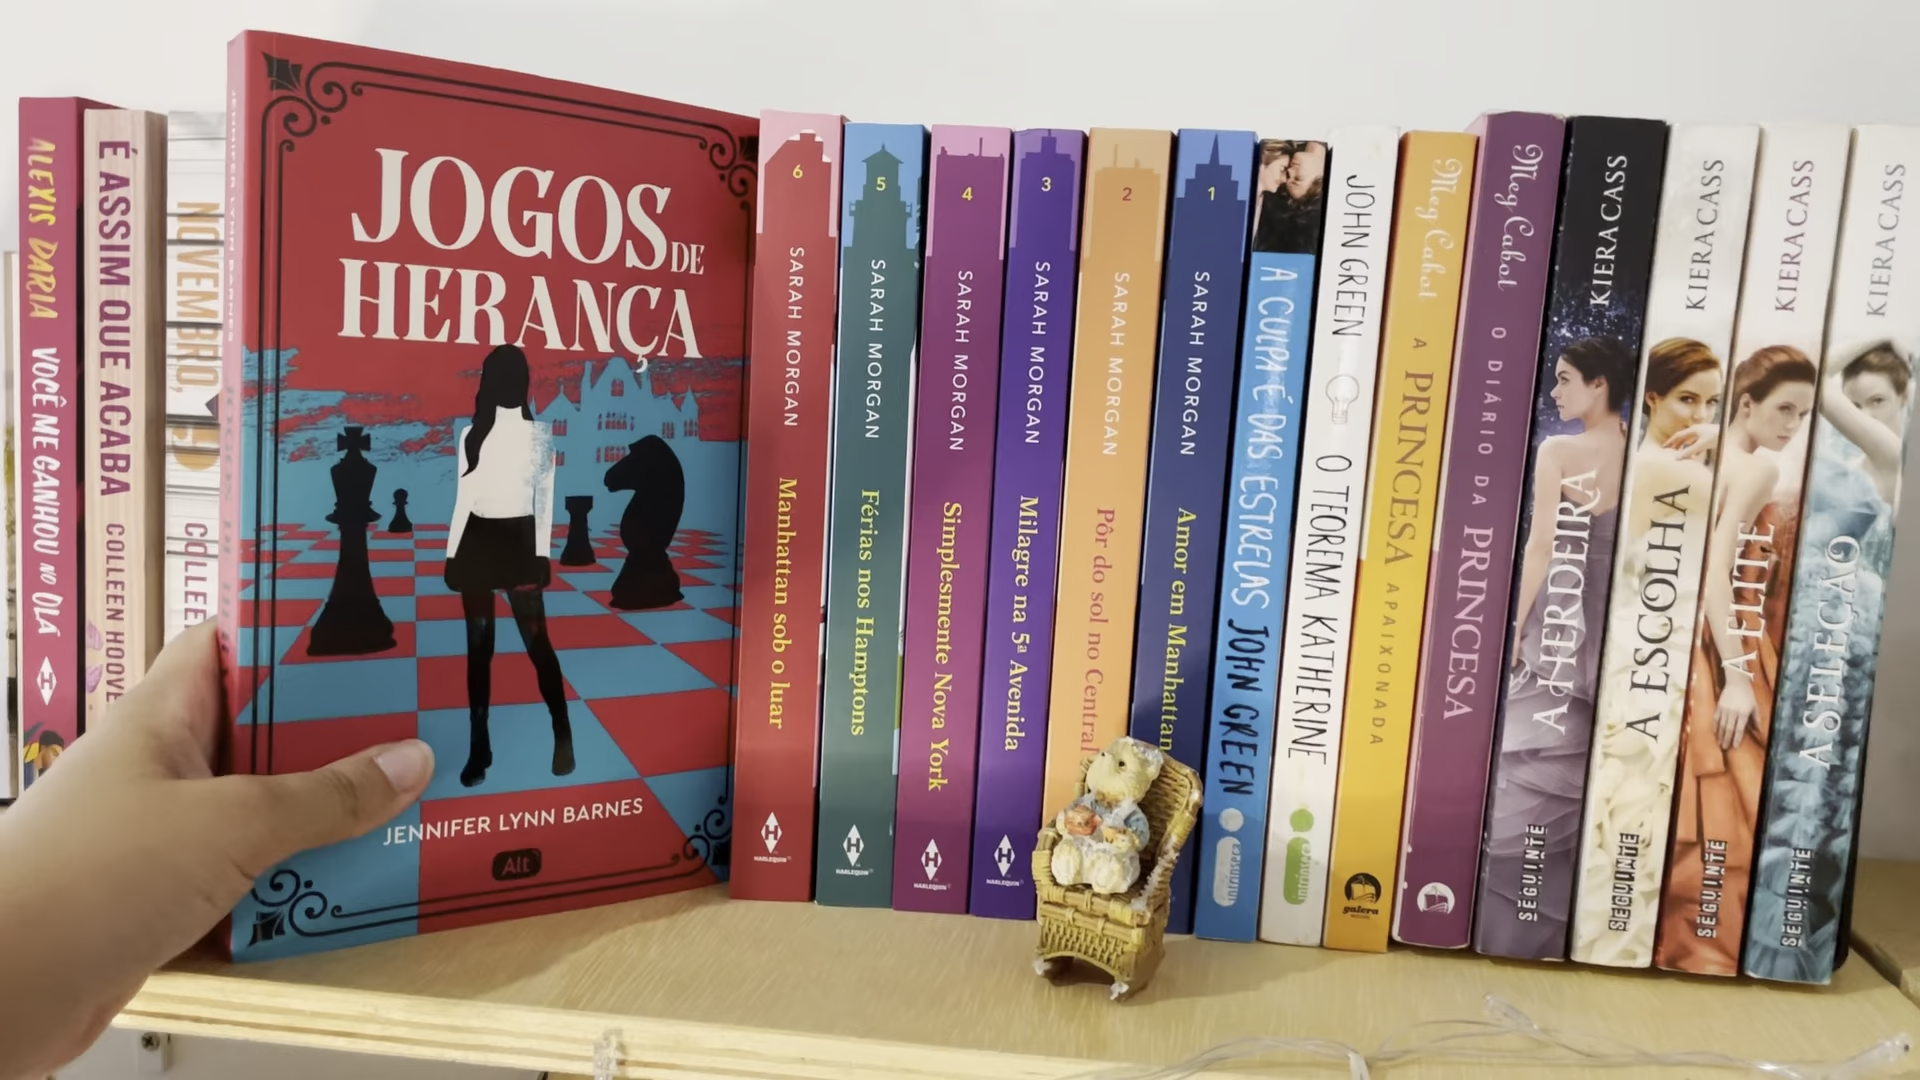 ALEXIS DARIA VOCÊ ME GANHOU NO OLÁ
É ASSIM QUE ACABA COLLEEN HOOVE
NOVEMBRO,
COLLEE
JENNIFER LYNN BARNES
JOGOS DE
HERANÇA
JENNIFER LYNN BARNES
Alt
6 SARAH MORGAN Manhattan sob o luar HARLEQUIN
5 SARAH MORGAN Férias nos Hamptons HARLEQUIN
4 SARAH MORGAN Simplesmente Nova York HARLEQUIN
3 SARAH MORGAN Milagre na 5ª Avenida HARLEQUIN
2 SARAH MORGAN Pôr do sol no Central
1 SARAH MORGAN Amor em Manhattan
A CULPA É DAS ESTRELAS JOHN GREEN
JOHN GREEN O TEOREMA KATHERINE
Meg Cabot A PRINCESA APAIXONADA galera
Meg Cabot O DIÁRIO DA PRINCESA
KIERA CASS A HERDEIRA SEGUINTE
KIERA CASS A ESCOLHA SEGUINTE
KIERA CASS A ELITE SEGUINTE
KIERA CASS A SELEÇÃO SEGUINTE